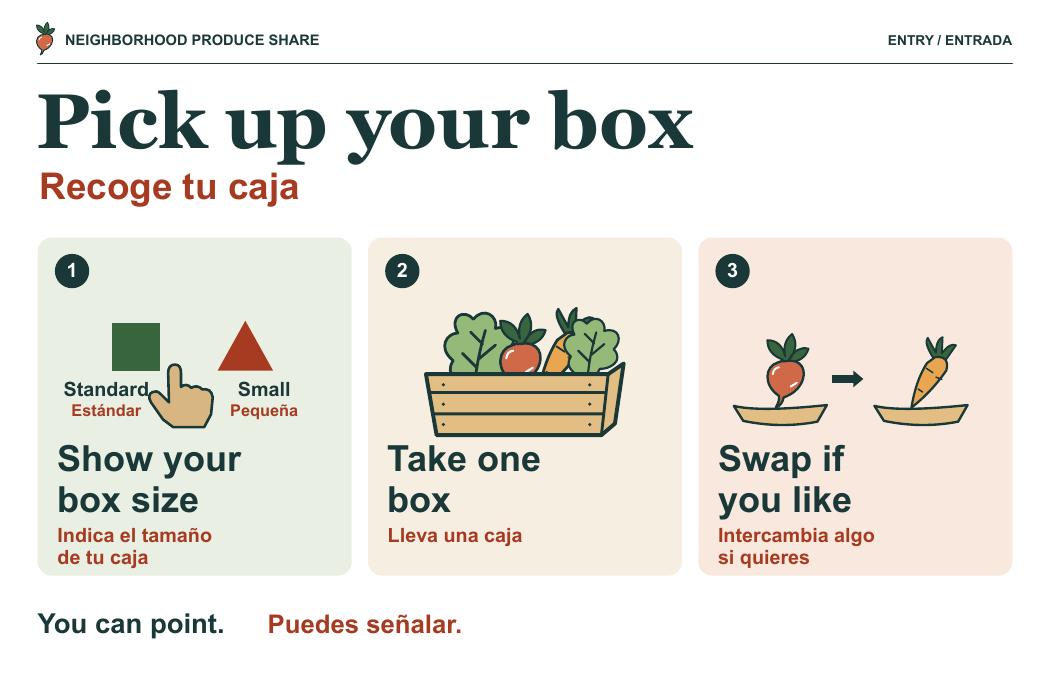 NEIGHBORHOOD PRODUCE SHARE
ENTRY / ENTRADA
Pick up your box
Recoge tu caja
1
Standard
Estándar
Small
Pequeña
Show your
box size
Indica el tamaño
de tu caja
2
Take one
box
Lleva una caja
3
Swap if
you like
Intercambia algo
si quieres
You can point.
Puedes señalar.